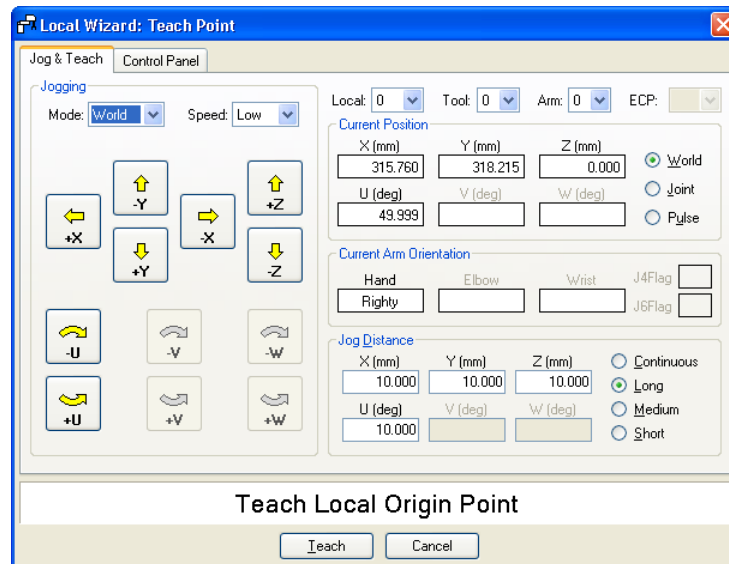 Local Wizard: Teach Point
Jog & Teach Control Panel
Jogging
Mode: World Speed: Low
-Y
+Z
+X
-X
+Y
-Z
-U
-V
-W
+U
+V
+W
Local: 0 Tool: 0 Arm: 0 ECP:
Current Position
X (mm) Y (mm) Z (mm)
315.760 318.215 0.000
U (deg) V (deg) W (deg)
49.999
World
Joint
Pulse
Current Arm Orientation
Hand Elbow Wrist
Righty
J4Flag
J6Flag
Jog Distance
X (mm) Y (mm) Z (mm)
10.000 10.000 10.000
U (deg) V (deg) W (deg)
10.000
Continuous
Long
Medium
Short
Teach Local Origin Point
Teach Cancel